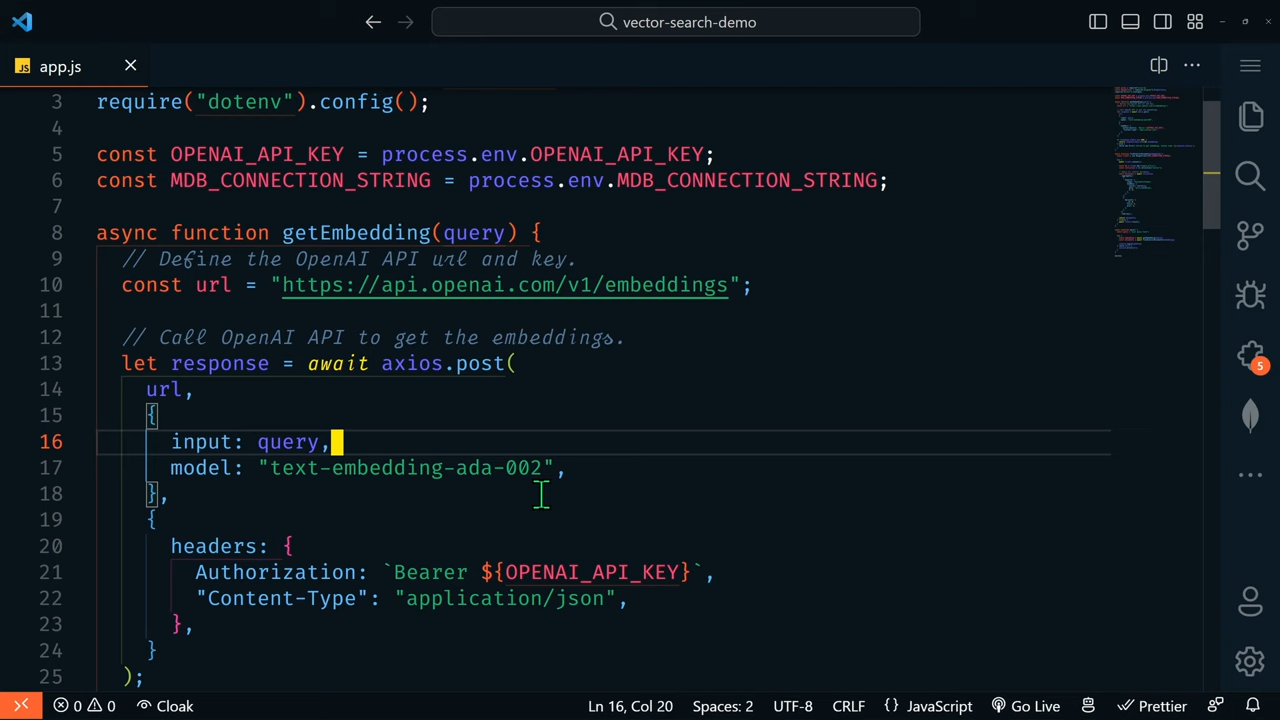 vector-search-demo
JS app.js
3 require("dotenv").config();
4
5 const OPENAI_API_KEY = process.env.OPENAI_API_KEY;
6 const MDB_CONNECTION_STRING = process.env.MDB_CONNECTION_STRING;
7
8 async function getEmbedding(query) {
9 // Define the OpenAI API url and key.
10 const url = "https://api.openai.com/v1/embeddings";
11
12 // Call OpenAI API to get the embeddings.
13 let response = await axios.post(
14 url,
15 {
16 input: query,
17 model: "text-embedding-ada-002",
18 },
19 {
20 headers: {
21 Authorization: `Bearer ${OPENAI_API_KEY}`,
22 "Content-Type": "application/json",
23 },
24 }
25 );
5
0 0 Cloak Ln 16, Col 20 Spaces: 2 UTF-8 CRLF {} JavaScript Go Live Prettier